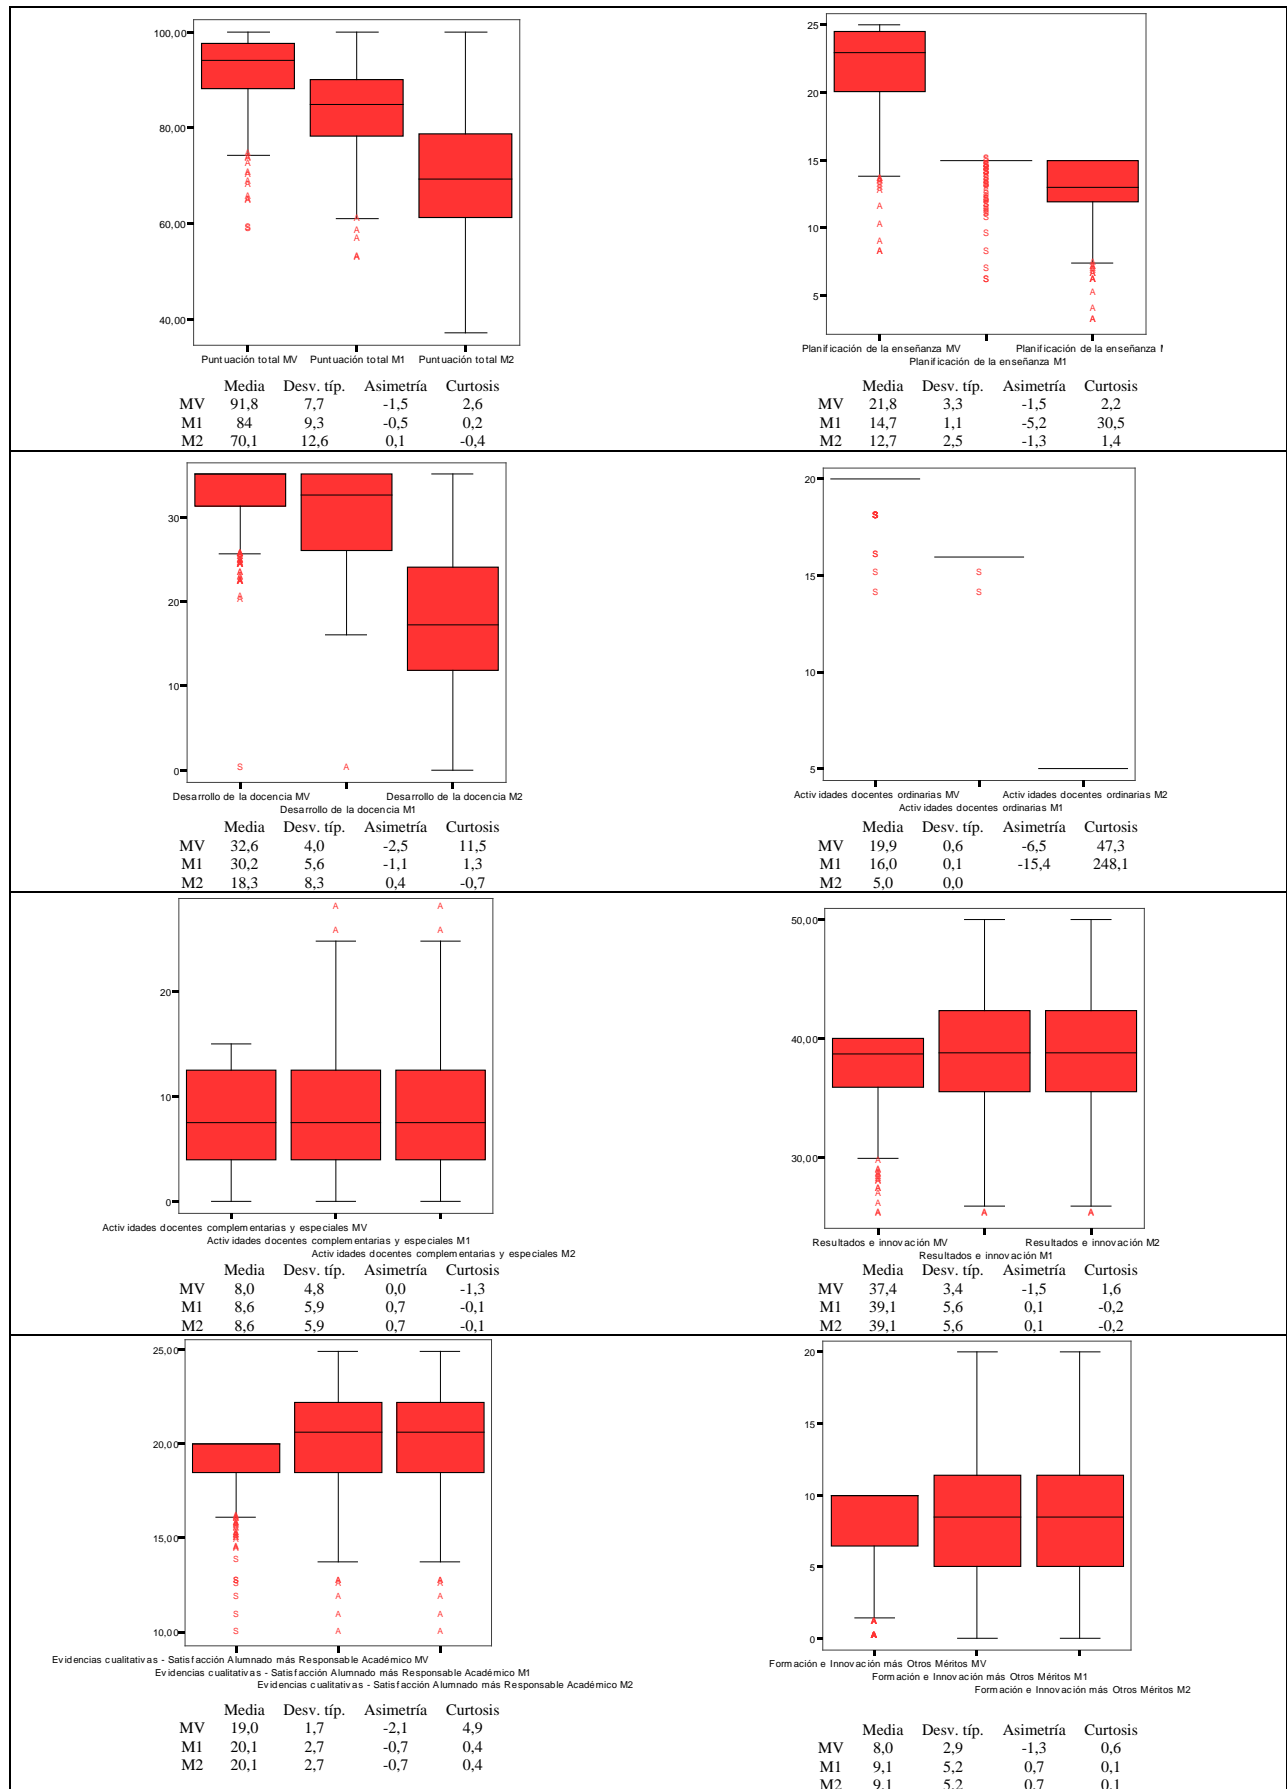 100,00
80,00
60,00
40,00
Puntuación total MV Puntuación total M1 Puntuación total M2
Media Desv. típ. Asimetría Curtosis
MV 91,8 7,7 -1,5 2,6
M1 84 9,3 -0,5 0,2
M2 70,1 12,6 0,1 -0,4
25
20
15
10
5
Planificación de la enseñanza MV Planificación de la enseñanza
Planificación de la enseñanza M1
Media Desv. típ. Asimetría Curtosis
MV 21,8 3,3 -1,5 2,2
M1 14,7 1,1 -5,2 30,5
M2 12,7 2,5 -1,3 1,4
30
20
10
0
Desarrollo de la docencia MV Desarrollo de la docencia M2
Desarrollo de la docencia M1
Media Desv. típ. Asimetría Curtosis
MV 32,6 4,0 -2,5 11,5
M1 30,2 5,6 -1,1 1,3
M2 18,3 8,3 0,4 -0,7
20
15
10
5
Actividades docentes ordinarias MV Actividades docentes ordinarias M2
Actividades docentes ordinarias M1
Media Desv. típ. Asimetría Curtosis
MV 19,9 0,6 -6,5 47,3
M1 16,0 0,1 -15,4 248,1
M2 5,0 0,0
20
10
0
Actividades docentes complementarias y especiales MV
Actividades docentes complementarias y especiales M1
Actividades docentes complementarias y especiales M2
Media Desv. típ. Asimetría Curtosis
MV 8,0 4,8 0,0 -1,3
M1 8,6 5,9 0,7 -0,1
M2 8,6 5,9 0,7 -0,1
50,00
40,00
30,00
Resultados e innovación MV Resultados e innovación M2
Resultados e innovación M1
Media Desv. típ. Asimetría Curtosis
MV 37,4 3,4 -1,5 1,6
M1 39,1 5,6 0,1 -0,2
M2 39,1 5,6 0,1 -0,2
25,00
20,00
15,00
10,00
Evidencias cualitativas - Satisfacción Alumnado más Responsable Académico MV
Evidencias cualitativas - Satisfacción Alumnado más Responsable Académico M1
Evidencias cualitativas - Satisfacción Alumnado más Responsable Académico M2
Media Desv. típ. Asimetría Curtosis
MV 19,0 1,7 -2,1 4,9
M1 20,1 2,7 -0,7 0,4
M2 20,1 2,7 -0,7 0,4
20
15
10
5
0
Formación e Innovación más Otros Méritos MV
Formación e Innovación más Otros Méritos M1
Formación e Innovación más Otros Méritos M2
Media Desv. típ. Asimetría Curtosis
MV 8,0 2,9 -1,3 0,6
M1 9,1 5,2 0,7 0,1
M2 9,1 5,2 0,7 0,1